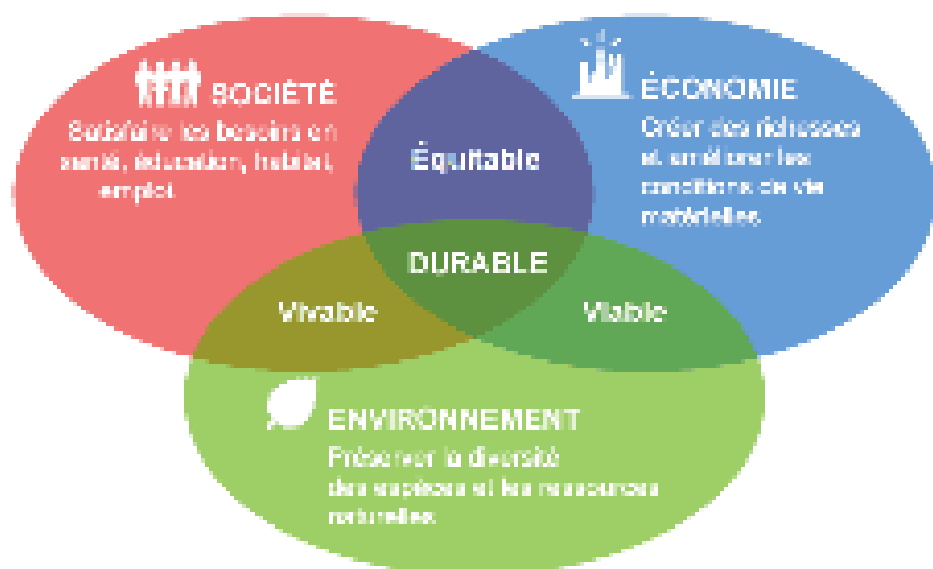 SOCIÉTÉ
Satisfaire les besoins en
santé, éducation, habitat,
emploi
ÉCONOMIE
Créer des richesses
et améliorer les
conditions de vie
matérielles
Équitable
DURABLE
Vivable
Viable
ENVIRONNEMENT
Préserver la diversité
des espèces et les ressources
naturelles